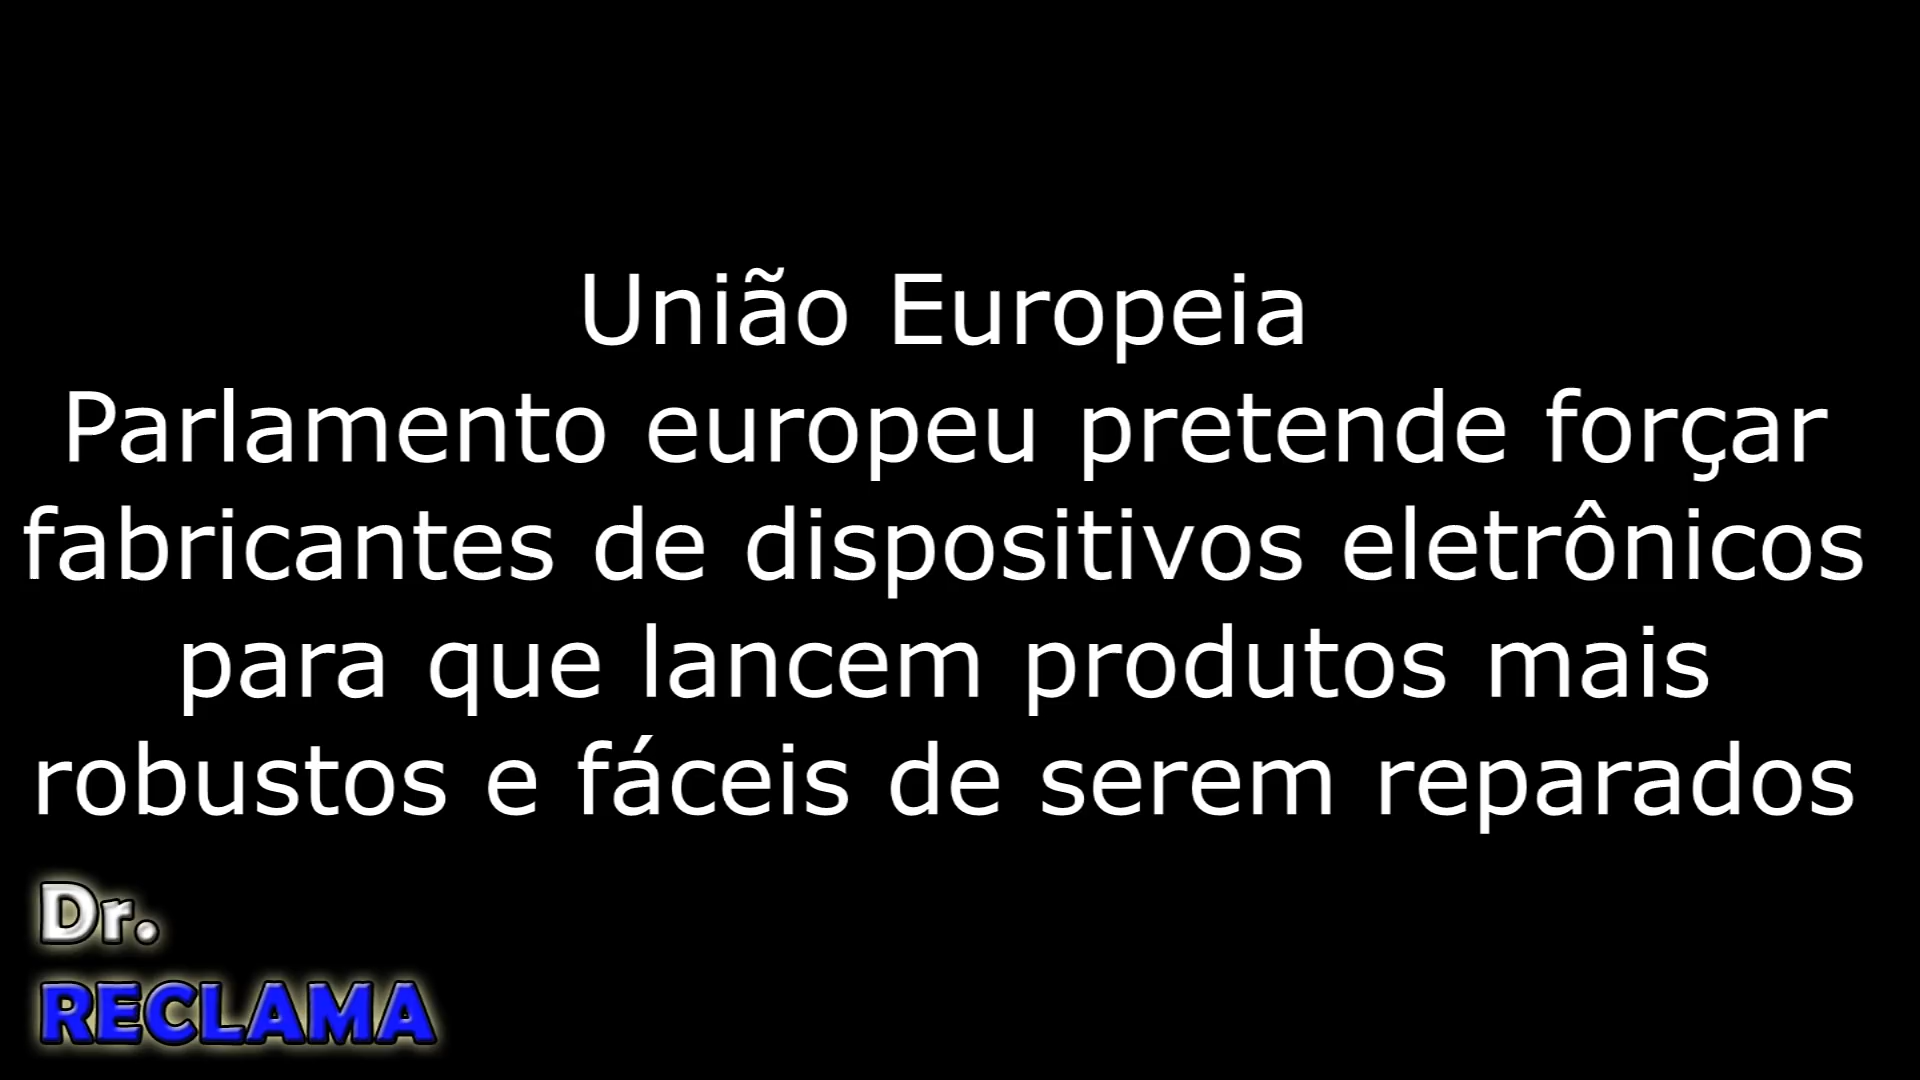 União Europeia
Parlamento europeu pretende forçar
fabricantes de dispositivos eletrônicos
para que lancem produtos mais
robustos e fáceis de serem reparados
Dr.
RECLAMA